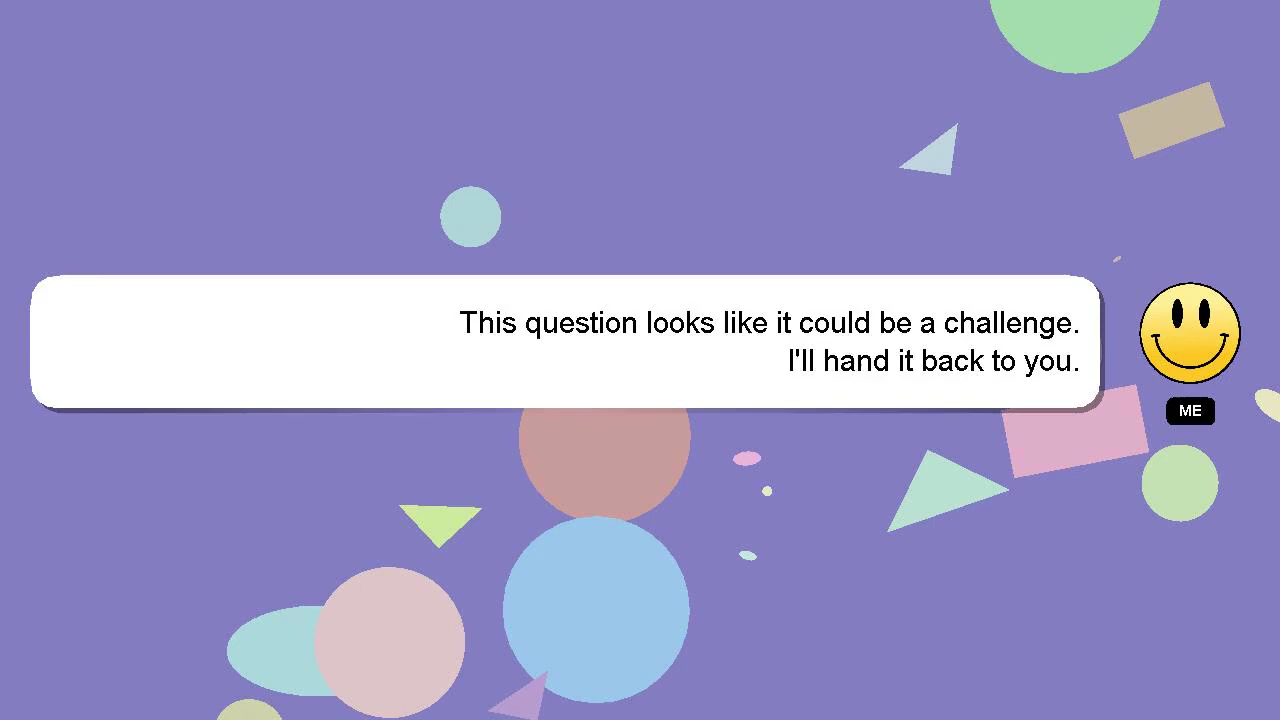 This question looks like it could be a challenge.
I'll hand it back to you.
ME